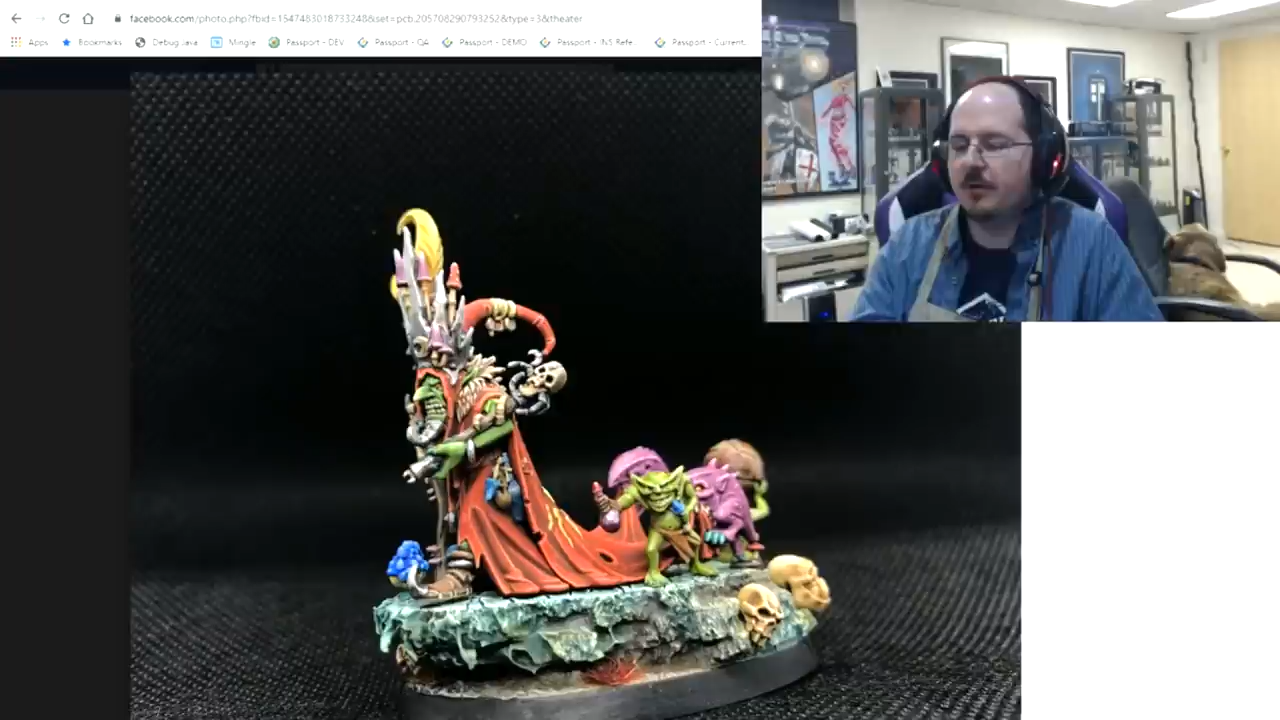 facebook.com/photo.php?fbid=1547483018733248&set=pcb.205708290793252&type=3&theater
Apps Bookmarks Debug Java Mingle Passport - DEV Passport - QA Passport - DEMO Passport - INS Refe... Passport - Current...